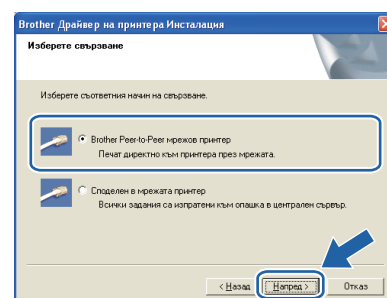 Brother Драйвер на принтера Инсталация
Изберете свързване
Изберете съответния начин на свързване.
Brother Peer-to-Peer мрежов принтер
Печат директно към принтера през мрежата.
Споделен в мрежата принтер
Всички задания са изпратени към опашка в централен сървър.
< Назад Напред > Отказ